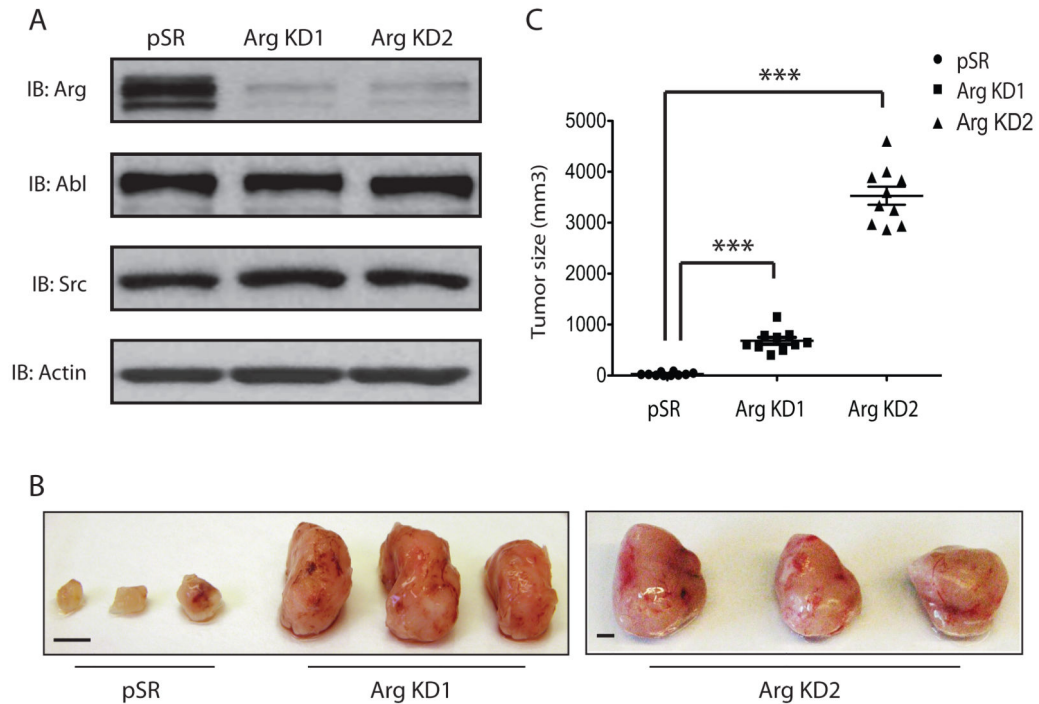 A
pSR Arg KD1 Arg KD2
IB: Arg
IB: Abl
IB: Src
IB: Actin
C
pSR
Arg KD1
Arg KD2
***
***
Tumor size (mm3)
5000
4000
3000
2000
1000
0
pSR Arg KD1 Arg KD2
B
pSR Arg KD1 Arg KD2